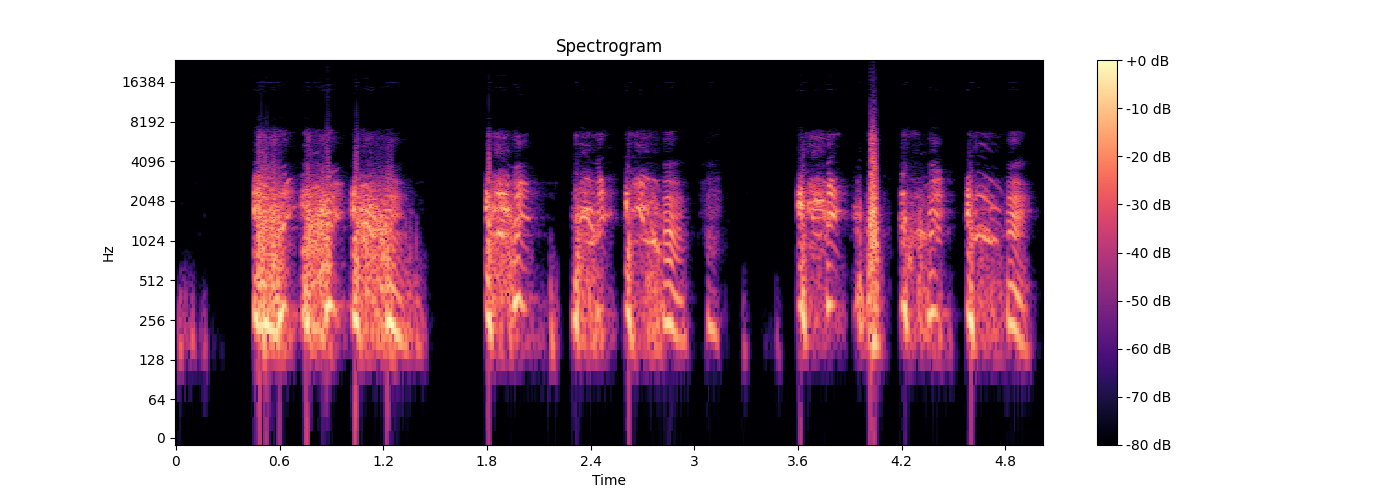 Spectrogram
16384
8192
4096
2048
1024
512
256
128
64
0
Hz
0 0.6 1.2 1.8 2.4 3 3.6 4.2 4.8
Time
+0 dB
-10 dB
-20 dB
-30 dB
-40 dB
-50 dB
-60 dB
-70 dB
-80 dB